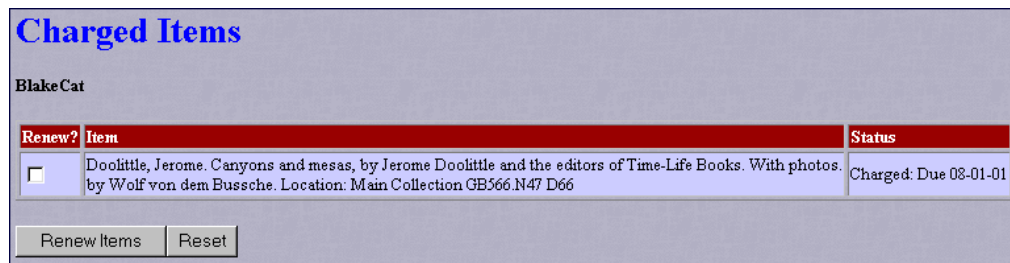 Charged Items
BlakeCat
Renew? Item Status
Doolittle, Jerome. Canyons and mesas, by Jerome Doolittle and the editors of Time-Life Books. With photos.
by Wolf von dem Bussche. Location: Main Collection GB566.N47 D66
Charged: Due 08-01-01
Renew Items Reset